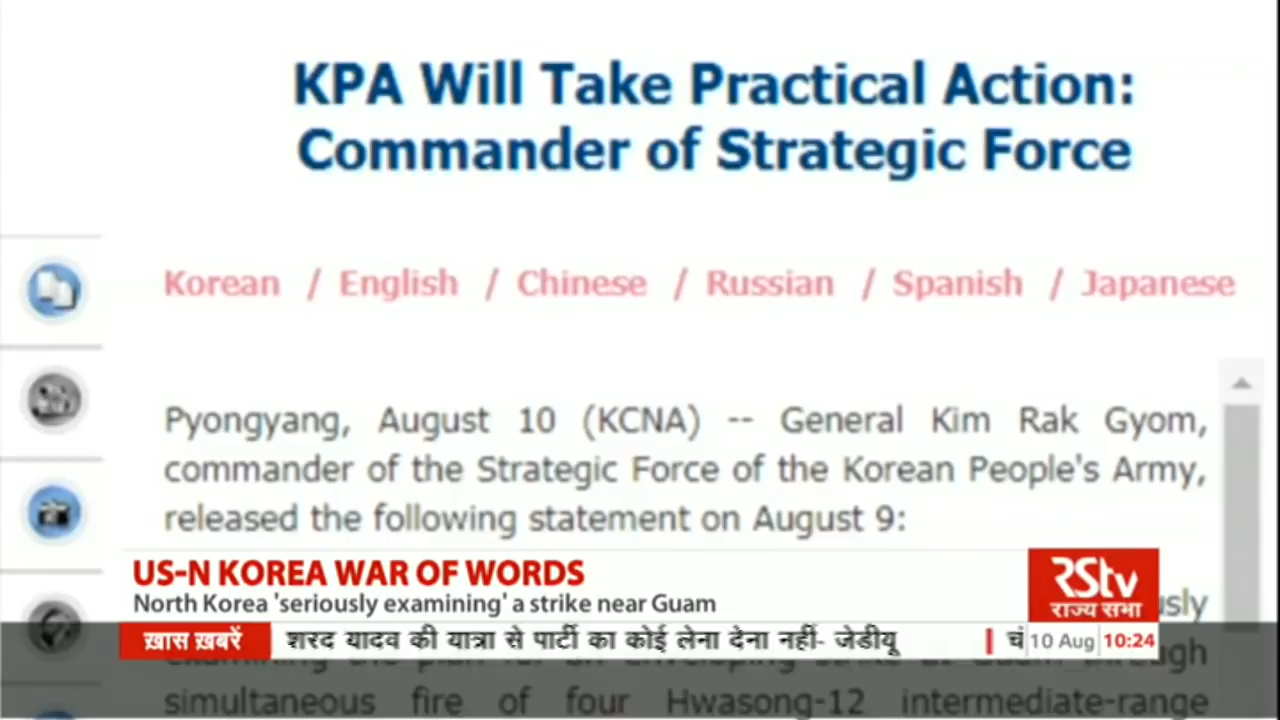 KPA Will Take Practical Action:
Commander of Strategic Force
Korean / English / Chinese / Russian / Spanish / Japanese
Pyongyang, August 10 (KCNA) -- General Kim Rak Gyom,
commander of the Strategic Force of the Korean People's Army,
released the following statement on August 9:
US-N KOREA WAR OF WORDS
North Korea 'seriously examining' a strike near Guam
RStv
राज्य सभा
ख़ास ख़बरें शरद यादव की यात्रा से पार्टी का कोई लेना देना नहीं- जेडीयू | चं 10 Aug 10:24
simultaneous fire of four Hwasong-12 intermediate-range